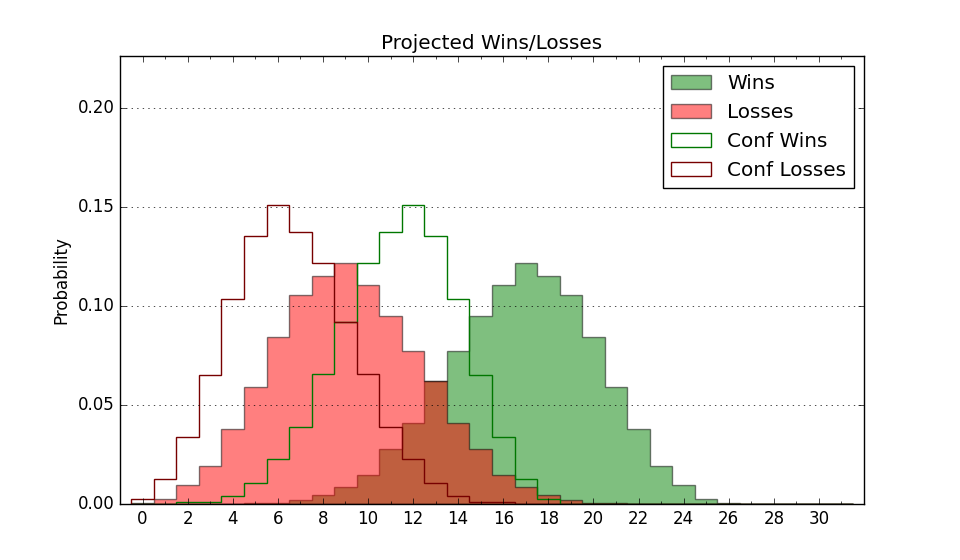 Projected Wins/Losses
Wins
Losses
Conf Wins
Conf Losses
Probability
0.20
0.15
0.10
0.05
0.00
0 2 4 6 8 10 12 14 16 18 20 22 24 26 28 30